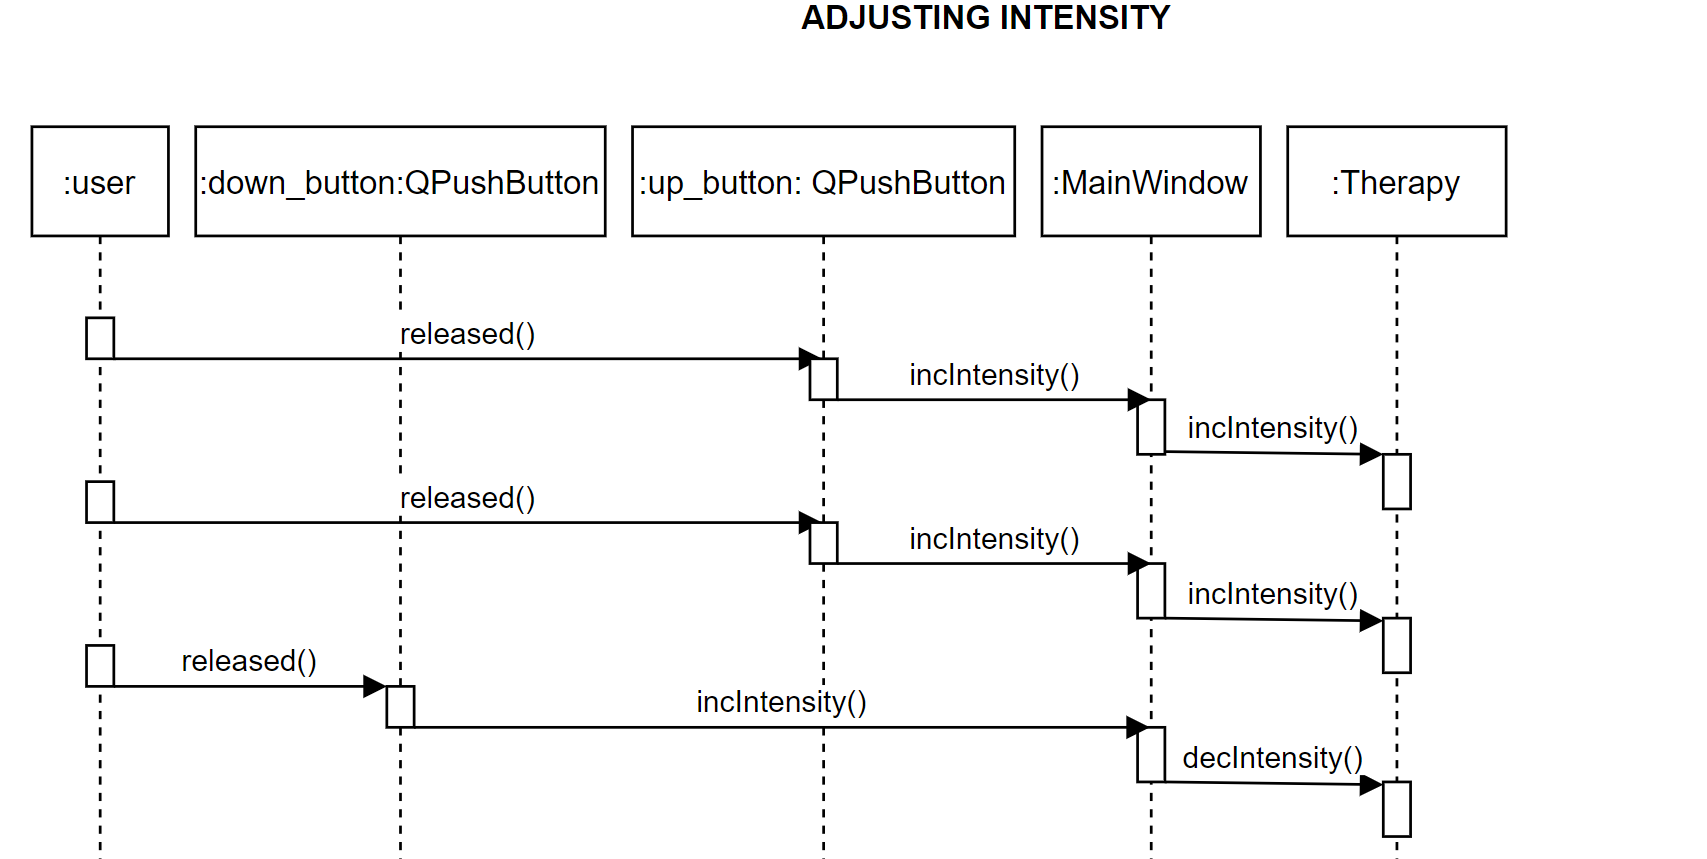 ADJUSTING INTENSITY
:user
:down_button:QPushButton
:up_button: QPushButton
:MainWindow
:Therapy
released()
incIntensity()
incIntensity()
released()
incIntensity()
incIntensity()
released()
incIntensity()
decIntensity()